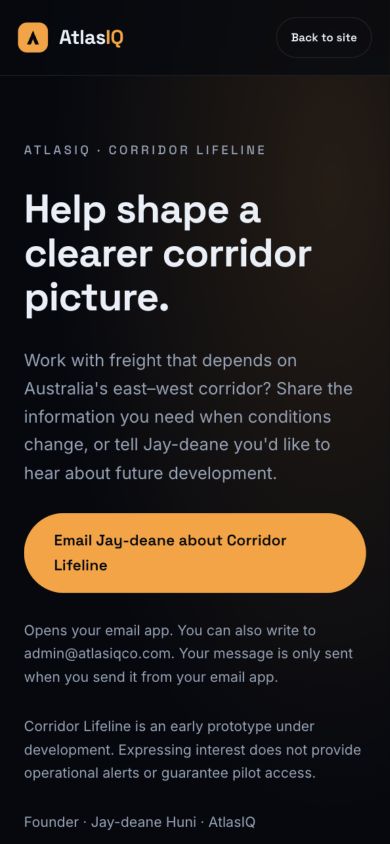 AtlasIQ
Back to site
ATLASIQ · CORRIDOR LIFELINE
Help shape a
clearer corridor
picture.
Work with freight that depends on
Australia's east–west corridor? Share the
information you need when conditions
change, or tell Jay-deane you'd like to
hear about future development.
Email Jay-deane about Corridor
Lifeline
Opens your email app. You can also write to
admin@atlasiqco.com. Your message is only sent
when you send it from your email app.
Corridor Lifeline is an early prototype under
development. Expressing interest does not provide
operational alerts or guarantee pilot access.
Founder · Jay-deane Huni · AtlasIQ